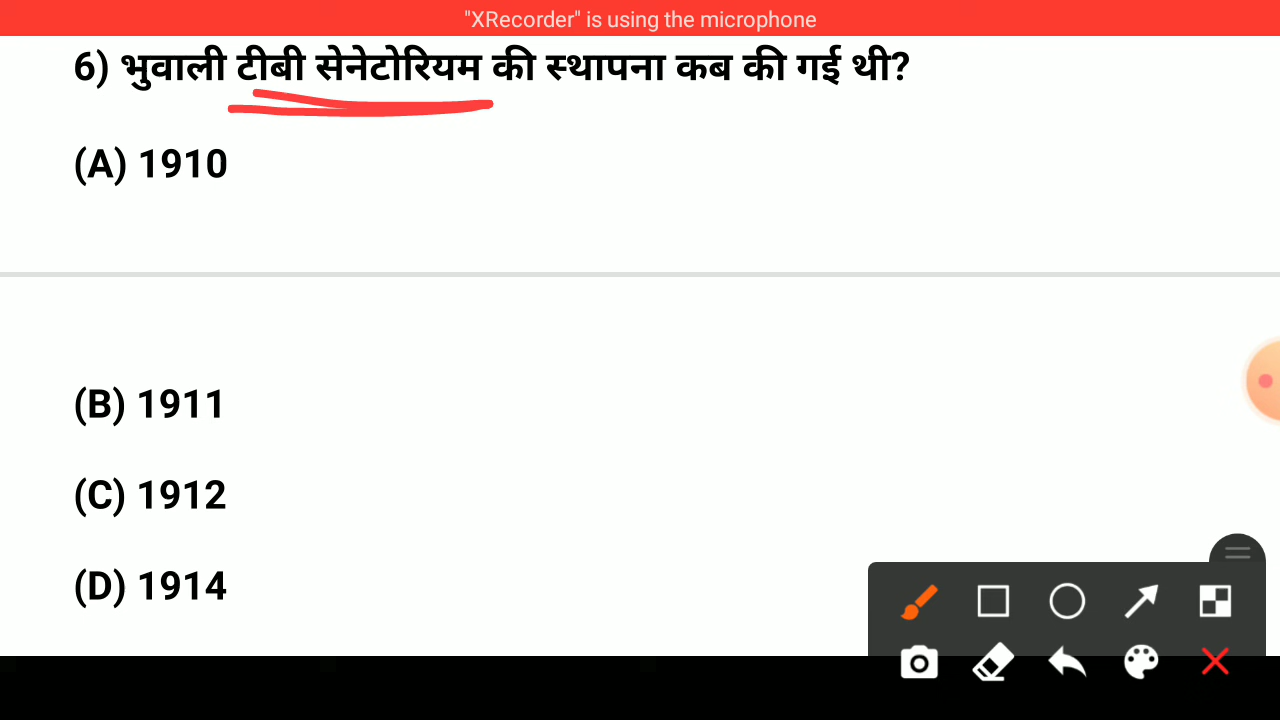 "XRecorder" is using the microphone
6) भुवाली टीबी सेनेटोरियम की स्थापना कब की गई थी?
(A) 1910
(B) 1911
(C) 1912
(D) 1914